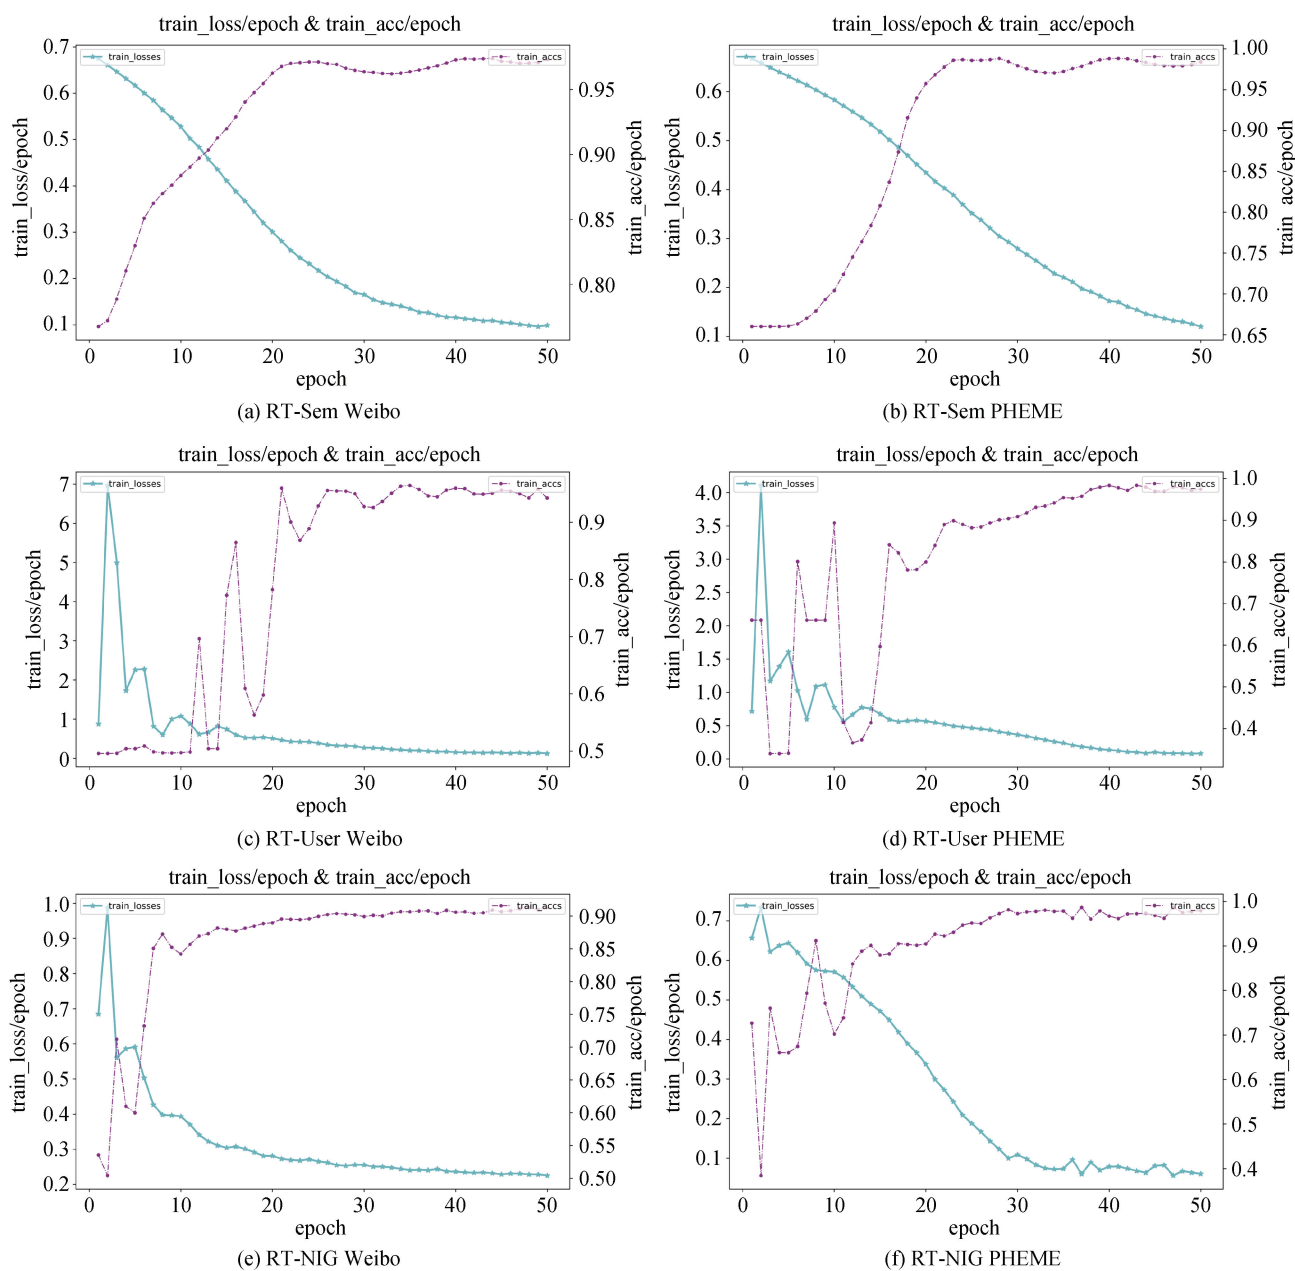 train_loss/epoch & train_acc/epoch
train_losses
train_accs
0.7
0.6
0.5
0.4
0.3
0.2
0.1
train_loss/epoch
0.95
0.90
0.85
0.80
train_acc/epoch
0 10 20 30 40 50
epoch
(a) RT-Sem Weibo
train_loss/epoch & train_acc/epoch
train_losses
train_accs
0.6
0.5
0.4
0.3
0.2
0.1
train_loss/epoch
1.00
0.95
0.90
0.85
0.80
0.75
0.70
0.65
train_acc/epoch
0 10 20 30 40 50
epoch
(b) RT-Sem PHEME
train_loss/epoch & train_acc/epoch
train_losses
train_accs
7
6
5
4
3
2
1
0
train_loss/epoch
0.9
0.8
0.7
0.6
0.5
train_acc/epoch
0 10 20 30 40 50
epoch
(c) RT-User Weibo
train_loss/epoch & train_acc/epoch
train_losses
train_accs
4.0
3.5
3.0
2.5
2.0
1.5
1.0
0.5
0.0
train_loss/epoch
1.0
0.9
0.8
0.7
0.6
0.5
0.4
train_acc/epoch
0 10 20 30 40 50
epoch
(d) RT-User PHEME
train_loss/epoch & train_acc/epoch
train_losses
train_accs
1.0
0.9
0.8
0.7
0.6
0.5
0.4
0.3
0.2
train_loss/epoch
0.90
0.85
0.80
0.75
0.70
0.65
0.60
0.55
0.50
train_acc/epoch
0 10 20 30 40 50
epoch
(e) RT-NIG Weibo
train_loss/epoch & train_acc/epoch
train_losses
train_accs
0.7
0.6
0.5
0.4
0.3
0.2
0.1
train_loss/epoch
1.0
0.9
0.8
0.7
0.6
0.5
0.4
train_acc/epoch
0 10 20 30 40 50
epoch
(f) RT-NIG PHEME